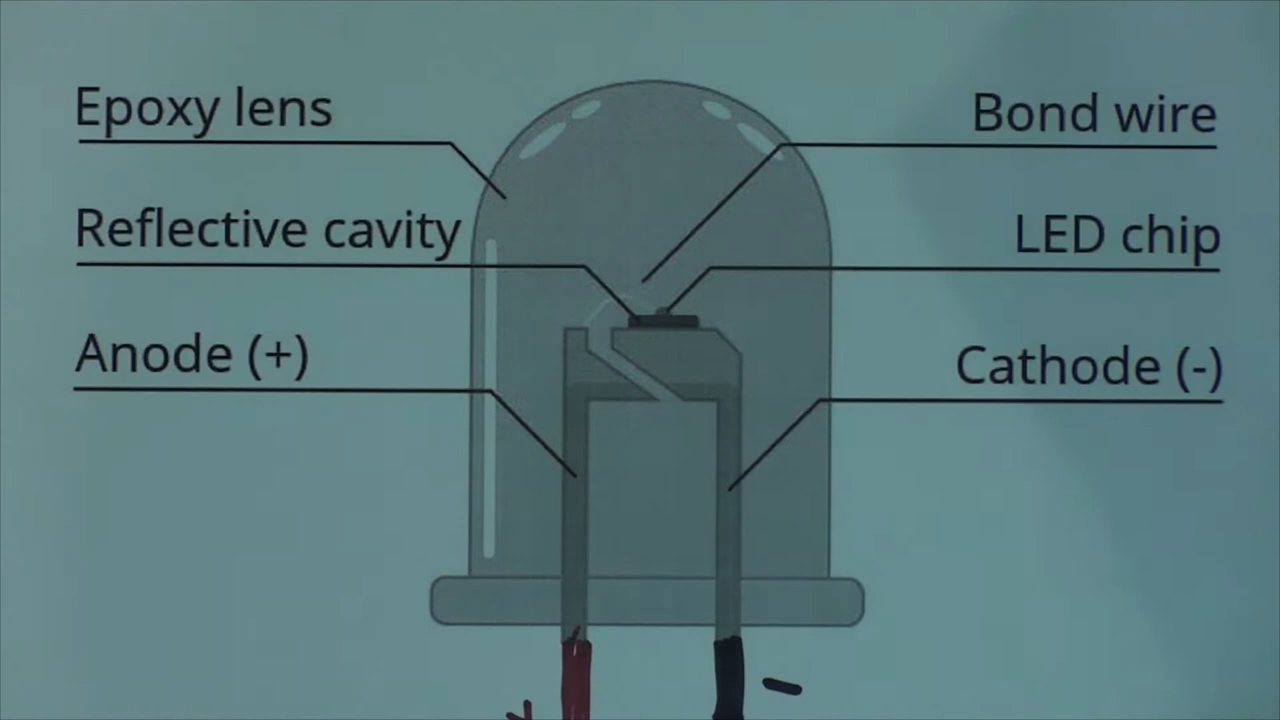 Epoxy lens
Bond wire
Reflective cavity
LED chip
Anode (+)
Cathode (-)
-